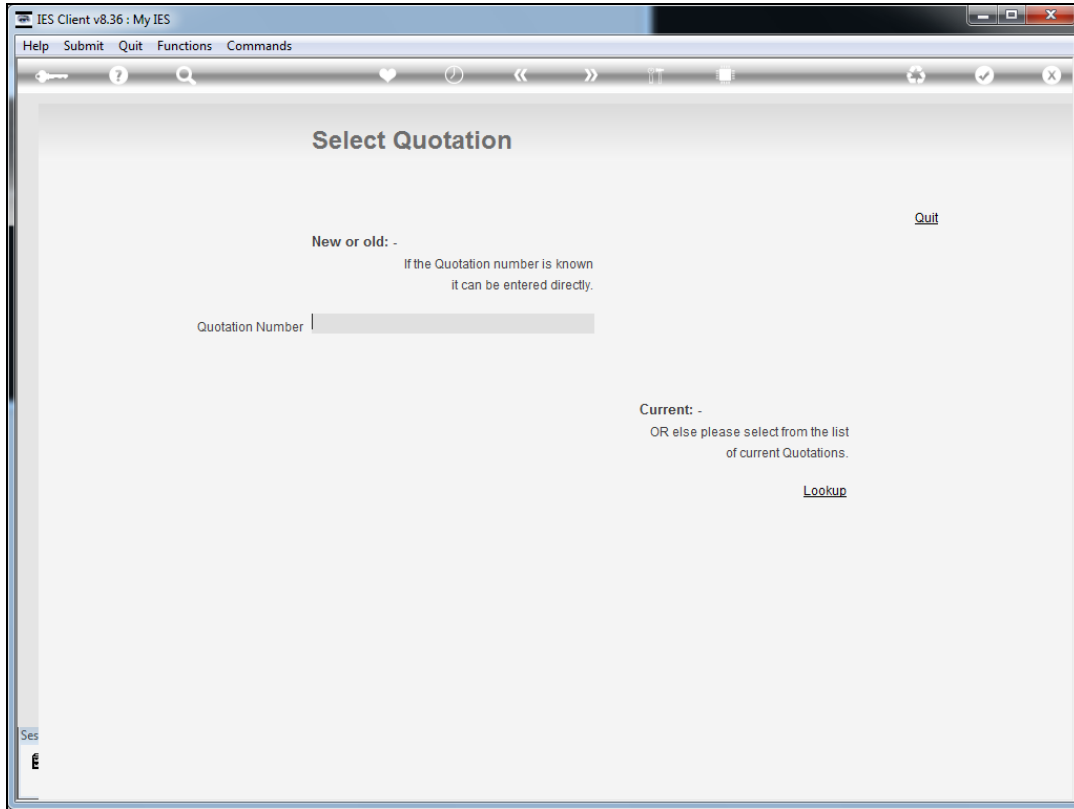 IES Client v8.36 : My IES
Help Submit Quit Functions Commands
Select Quotation
Quit
New or old: -
If the Quotation number is known
it can be entered directly.
Quotation Number
Current: -
OR else please select from the list
of current Quotations.
Lookup
Ses